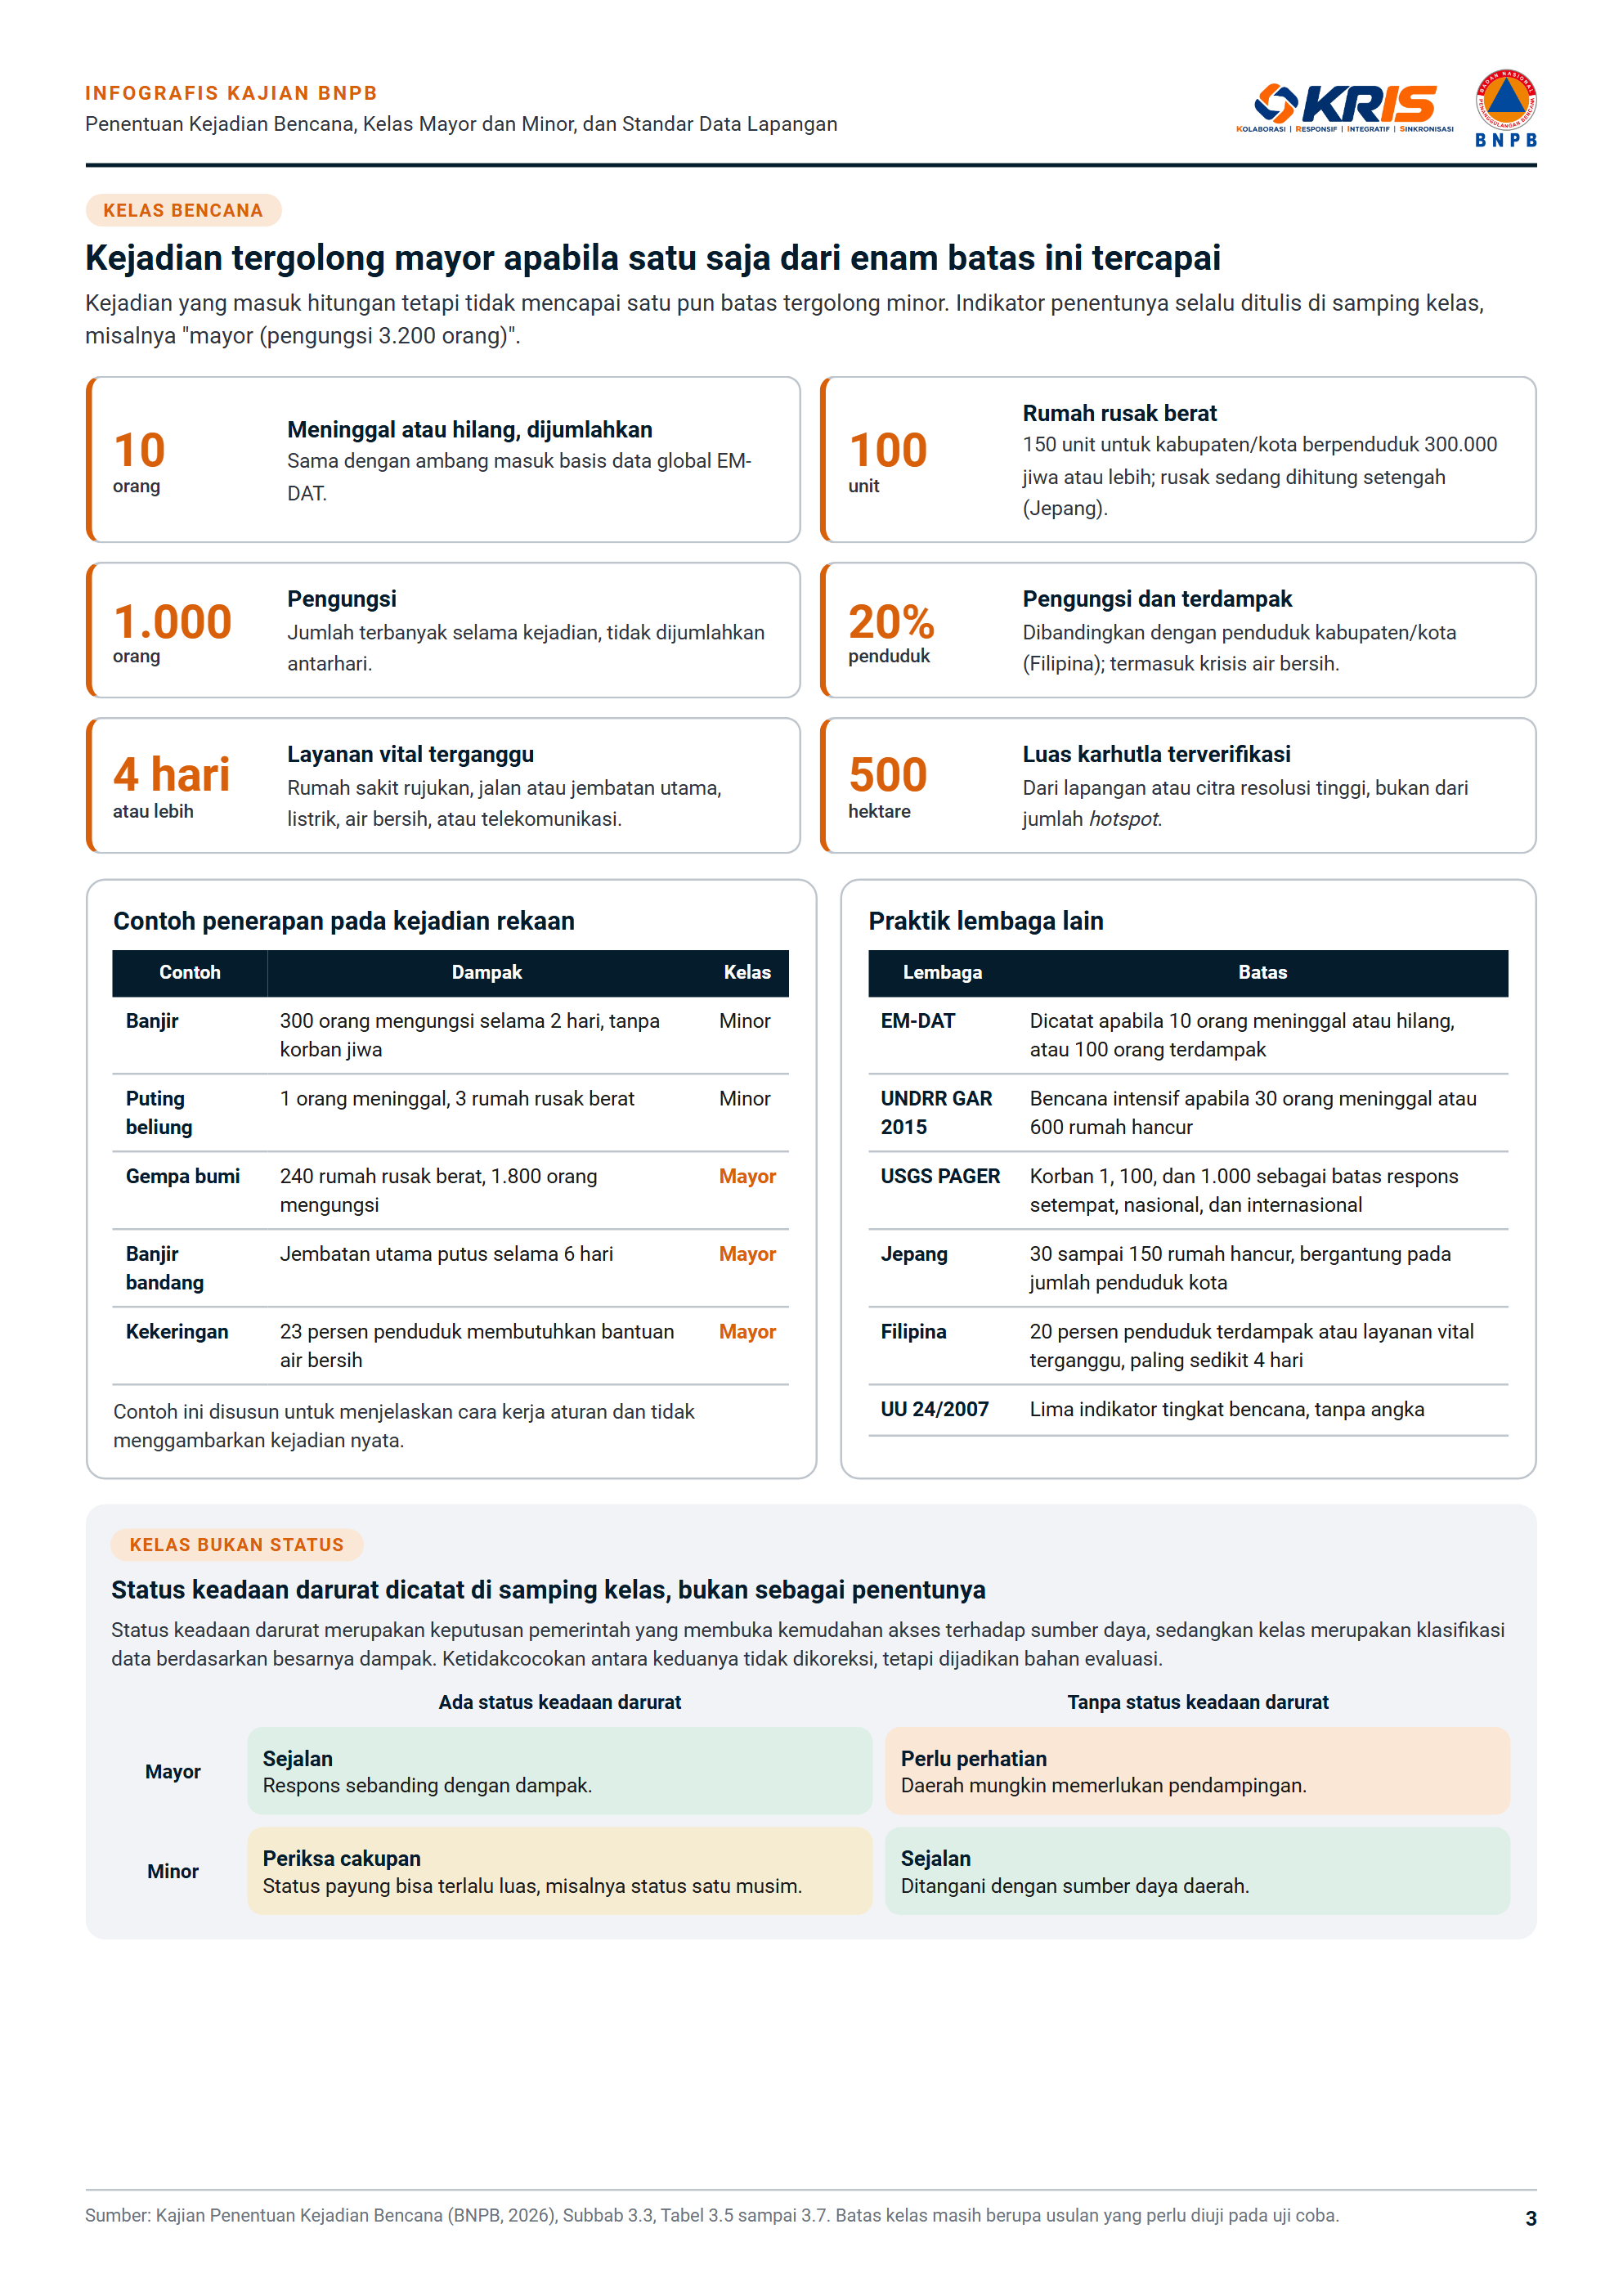 INFOGRAFIS KAJIAN BNPB
Penentuan Kejadian Bencana, Kelas Mayor dan Minor, dan Standar Data Lapangan
KRIS
KOLABORASI | RESPONSIF | INTEGRATIF | SINKRONISASI
BADAN NASIONAL
PENANGGULANGAN BENCANA
BNPB
KELAS BENCANA
Kejadian tergolong mayor apabila satu saja dari enam batas ini tercapai
Kejadian yang masuk hitungan tetapi tidak mencapai satu pun batas tergolong minor. Indikator penentunya selalu ditulis di samping kelas,
misalnya "mayor (pengungsi 3.200 orang)".
10
orang
Meninggal atau hilang, dijumlahkan
Sama dengan ambang masuk basis data global EM-
DAT.
100
unit
Rumah rusak berat
150 unit untuk kabupaten/kota berpenduduk 300.000
jiwa atau lebih; rusak sedang dihitung setengah
(Jepang).
1.000
orang
Pengungsi
Jumlah terbanyak selama kejadian, tidak dijumlahkan
antarhari.
20%
penduduk
Pengungsi dan terdampak
Dibandingkan dengan penduduk kabupaten/kota
(Filipina); termasuk krisis air bersih.
4 hari
atau lebih
Layanan vital terganggu
Rumah sakit rujukan, jalan atau jembatan utama,
listrik, air bersih, atau telekomunikasi.
500
hektare
Luas karhutla terverifikasi
Dari lapangan atau citra resolusi tinggi, bukan dari
jumlah hotspot.
Contoh penerapan pada kejadian rekaan
Contoh Dampak Kelas
Banjir 300 orang mengungsi selama 2 hari, tanpa Minor
korban jiwa
Puting 1 orang meninggal, 3 rumah rusak berat Minor
beliung
Gempa bumi 240 rumah rusak berat, 1.800 orang Mayor
mengungsi
Banjir Jembatan utama putus selama 6 hari Mayor
bandang
Kekeringan 23 persen penduduk membutuhkan bantuan Mayor
air bersih
Contoh ini disusun untuk menjelaskan cara kerja aturan dan tidak
menggambarkan kejadian nyata.
Praktik lembaga lain
Lembaga Batas
EM-DAT Dicatat apabila 10 orang meninggal atau hilang,
atau 100 orang terdampak
UNDRR GAR Bencana intensif apabila 30 orang meninggal atau
2015 600 rumah hancur
USGS PAGER Korban 1, 100, dan 1.000 sebagai batas respons
setempat, nasional, dan internasional
Jepang 30 sampai 150 rumah hancur, bergantung pada
jumlah penduduk kota
Filipina 20 persen penduduk terdampak atau layanan vital
terganggu, paling sedikit 4 hari
UU 24/2007 Lima indikator tingkat bencana, tanpa angka
KELAS BUKAN STATUS
Status keadaan darurat dicatat di samping kelas, bukan sebagai penentunya
Status keadaan darurat merupakan keputusan pemerintah yang membuka kemudahan akses terhadap sumber daya, sedangkan kelas merupakan klasifikasi
data berdasarkan besarnya dampak. Ketidakcocokan antara keduanya tidak dikoreksi, tetapi dijadikan bahan evaluasi.
Ada status keadaan darurat Tanpa status keadaan darurat
Mayor
Sejalan
Respons sebanding dengan dampak.
Perlu perhatian
Daerah mungkin memerlukan pendampingan.
Minor
Periksa cakupan
Status payung bisa terlalu luas, misalnya status satu musim.
Sejalan
Ditangani dengan sumber daya daerah.
Sumber: Kajian Penentuan Kejadian Bencana (BNPB, 2026), Subbab 3.3, Tabel 3.5 sampai 3.7. Batas kelas masih berupa usulan yang perlu diuji pada uji coba.
3